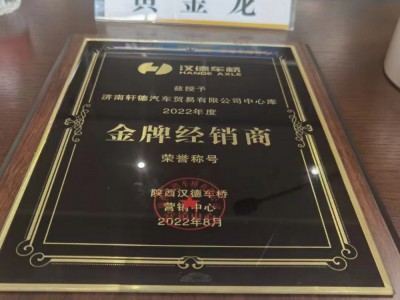 黄金龙
汉德车桥
HANDE AXLE
兹授予
济南轩德汽车贸易有限公司中心库
2022年度
金牌经销商
荣誉称号
陕西汉德车桥
营销中心
2022年8月